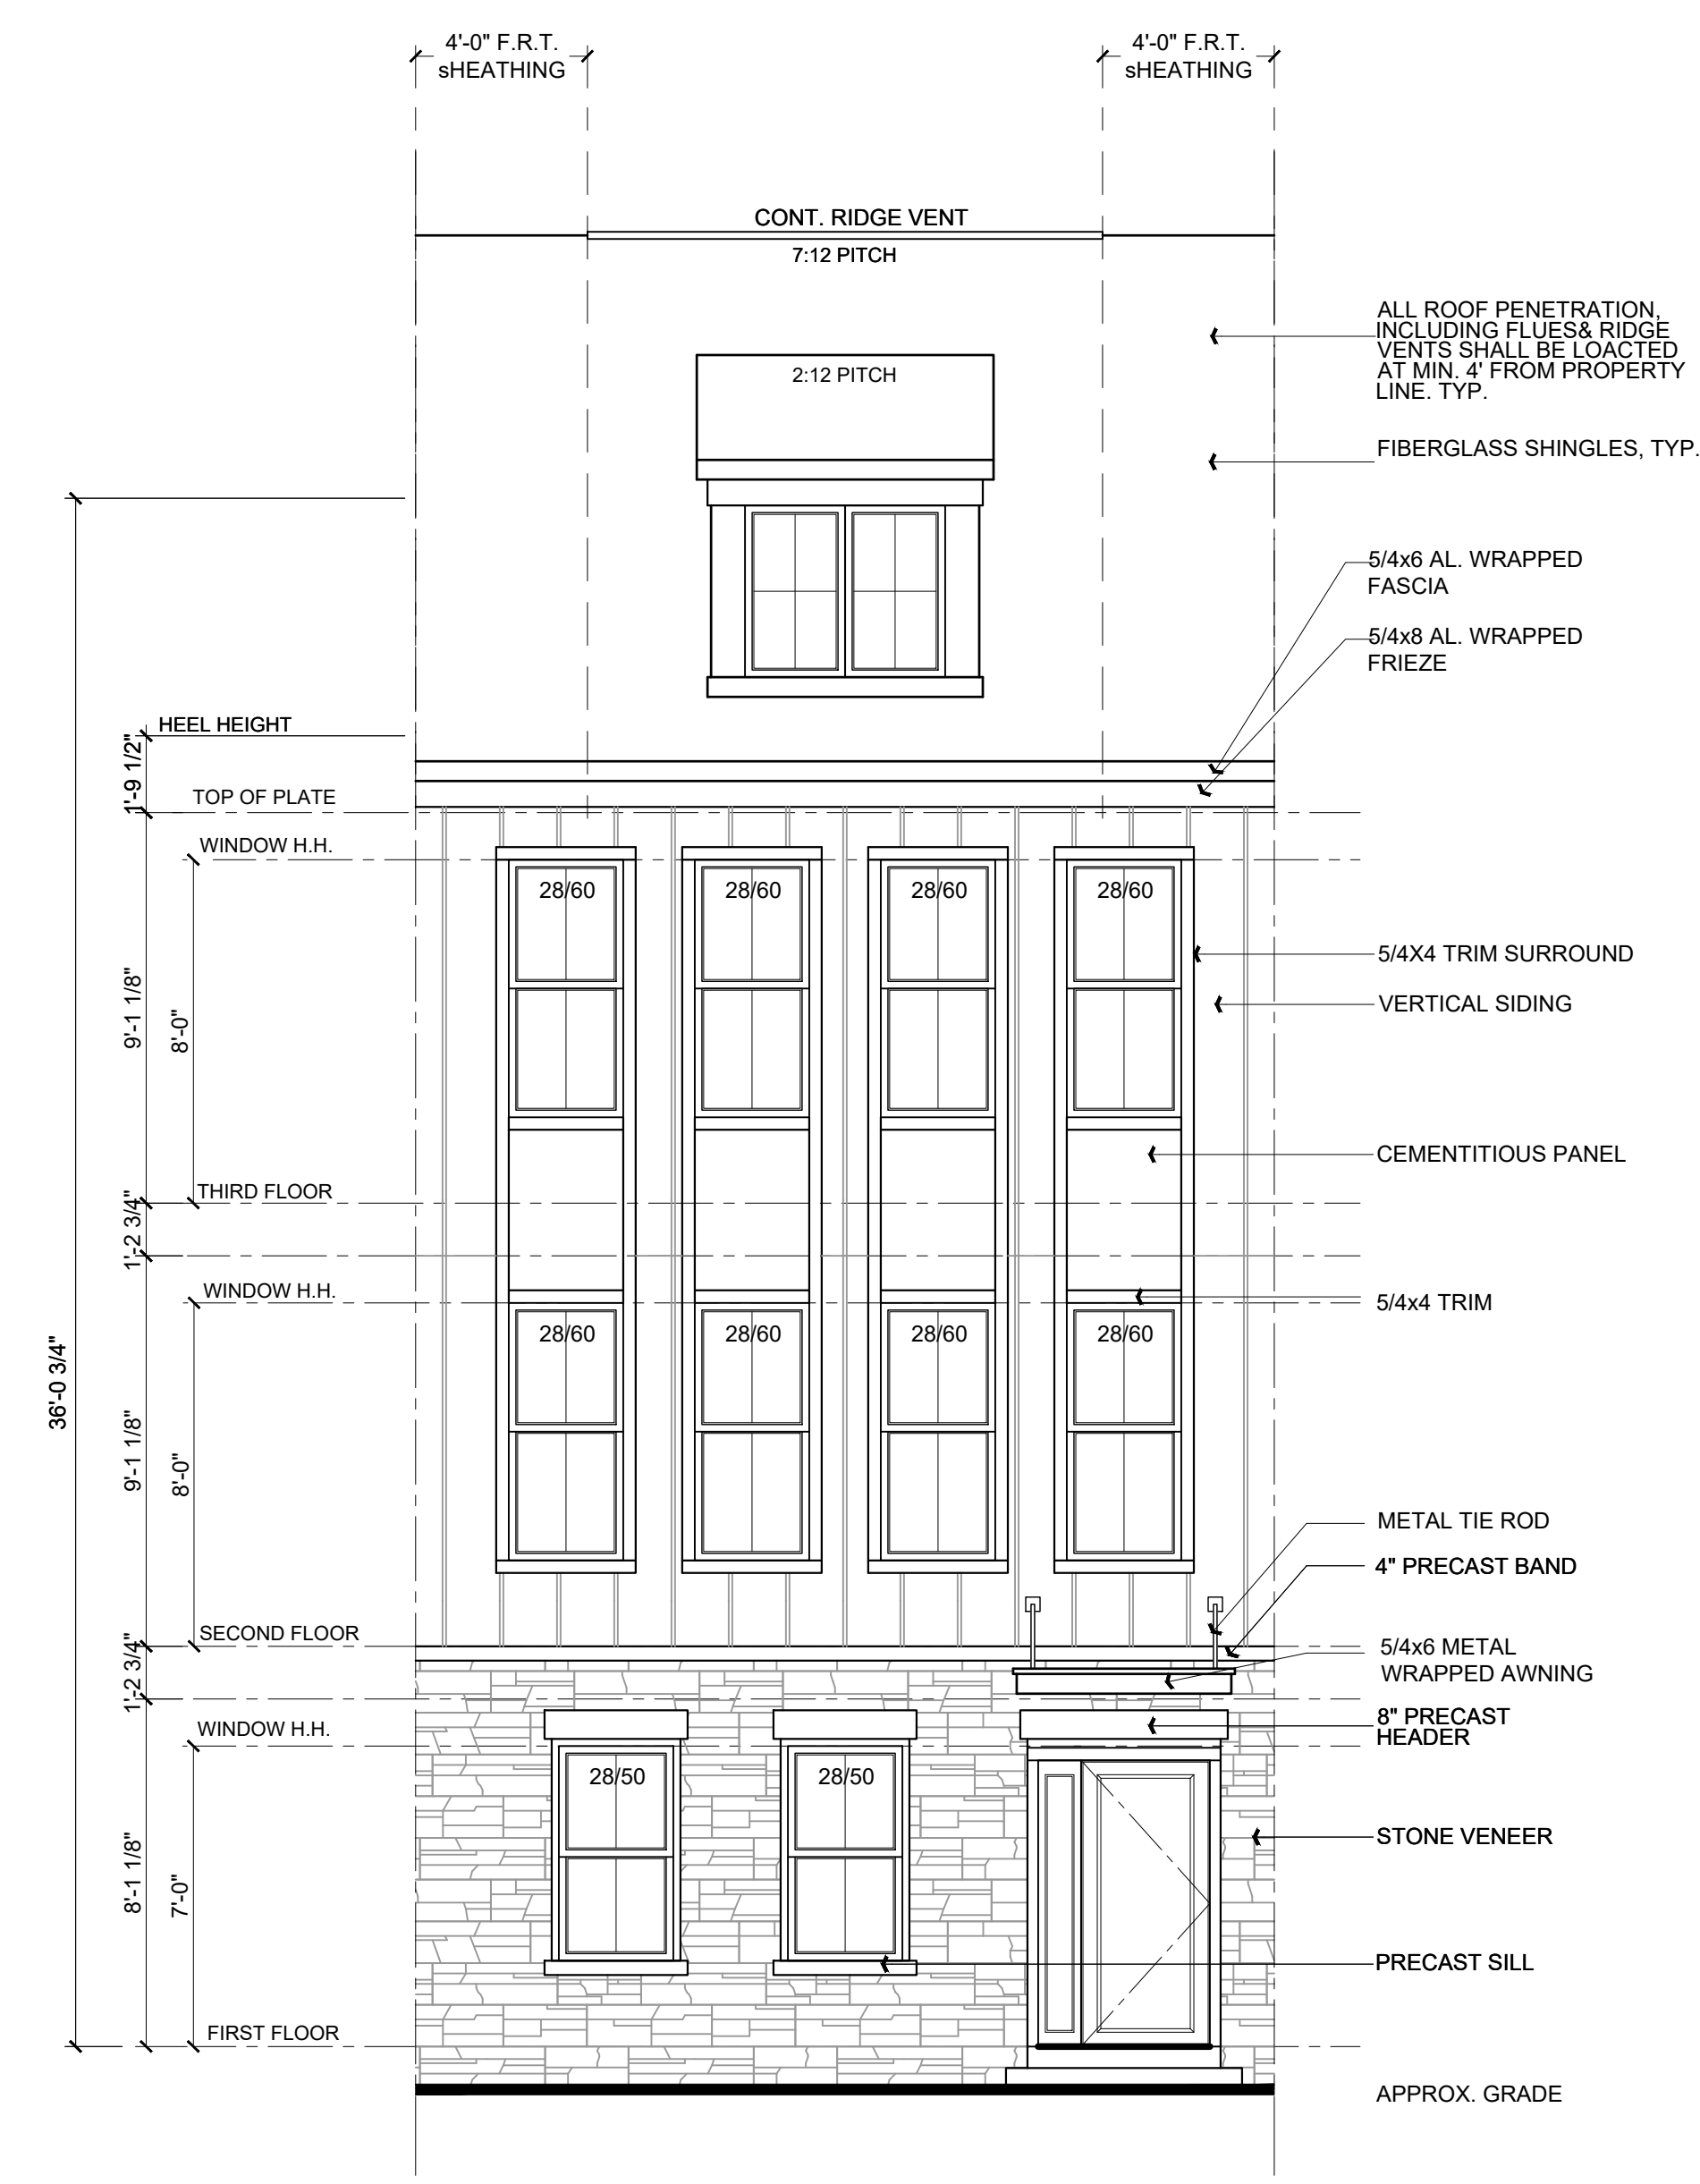 4'-0" F.R.T.
sHEATHING
4'-0" F.R.T.
sHEATHING
CONT. RIDGE VENT
7:12 PITCH
ALL ROOF PENETRATION,
INCLUDING FLUES& RIDGE
VENTS SHALL BE LOACTED
AT MIN. 4' FROM PROPERTY
LINE. TYP.
2:12 PITCH
FIBERGLASS SHINGLES, TYP.
5/4x6 AL. WRAPPED
FASCIA
5/4x8 AL. WRAPPED
FRIEZE
HEEL HEIGHT
1'-9 1/2"
TOP OF PLATE
WINDOW H.H.
28/60
28/60
28/60
28/60
5/4X4 TRIM SURROUND
VERTICAL SIDING
9'-1 1/8"
8'-0"
CEMENTITIOUS PANEL
THIRD FLOOR
1'-2 3/4"
WINDOW H.H.
5/4x4 TRIM
28/60
28/60
28/60
28/60
36'-0 3/4"
9'-1 1/8"
8'-0"
METAL TIE ROD
4" PRECAST BAND
SECOND FLOOR
5/4x6 METAL
WRAPPED AWNING
1'-2 3/4"
WINDOW H.H.
8" PRECAST
HEADER
28/50
28/50
STONE VENEER
8'-1 1/8"
7'-0"
PRECAST SILL
FIRST FLOOR
APPROX. GRADE